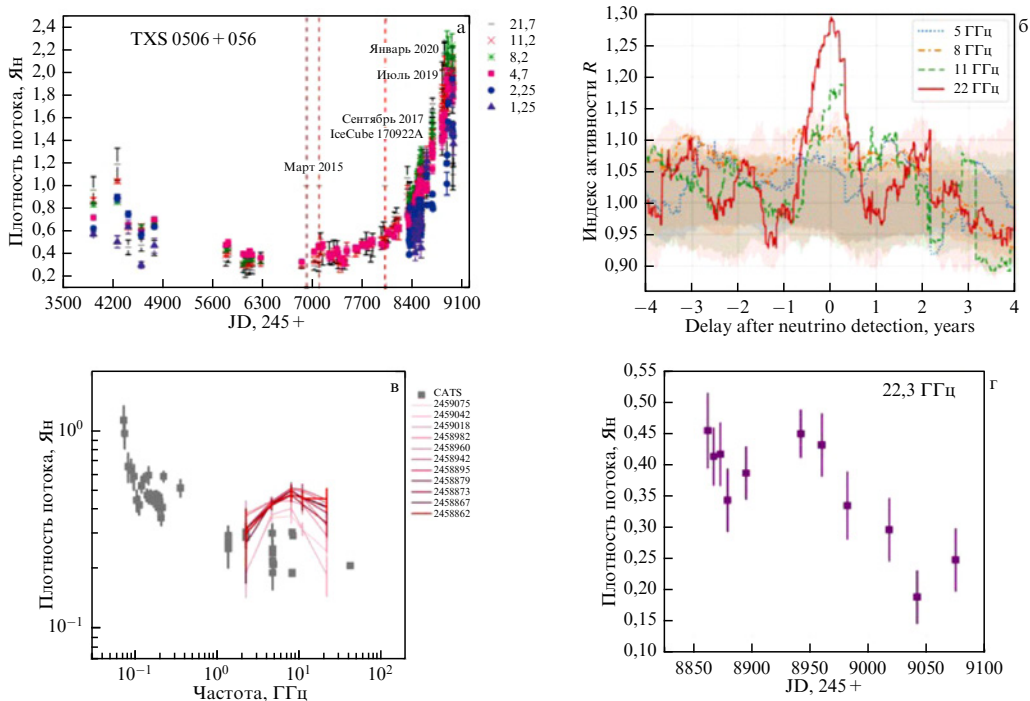 а
TXS 0506 + 056
Плотность потока, Ян
2,4
2,2
2,0
1,8
1,6
1,4
1,2
1,0
0,8
0,6
0,4
0,2
Январь 2020
Июль 2019
Сентябрь 2017
IceCube 170922A
Март 2015
3500 4200 4900 5600 6300 7000 7700 8400 9100
JD, 245+
21,7
11,2
8,2
4,7
2,25
1,25
б
Индекс активности R
1,30
1,25
1,20
1,15
1,10
1,05
1,00
0,95
0,90
5 ГГц
8 ГГц
11 ГГц
22 ГГц
−4 −3 −2 −1 0 1 2 3 4
Delay after neutrino detection, years
в
Плотность потока, Ян
10⁰
10⁻¹
10⁻¹ 10⁰ 10¹ 10²
Частота, ГГц
CATS
2459075
2459042
2459018
2458982
2458960
2458942
2458895
2458879
2458873
2458867
2458862
г
22,3 ГГц
Плотность потока, Ян
0,55
0,50
0,45
0,40
0,35
0,30
0,25
0,20
0,15
0,10
8850 8900 8950 9000 9050 9100
JD, 245+